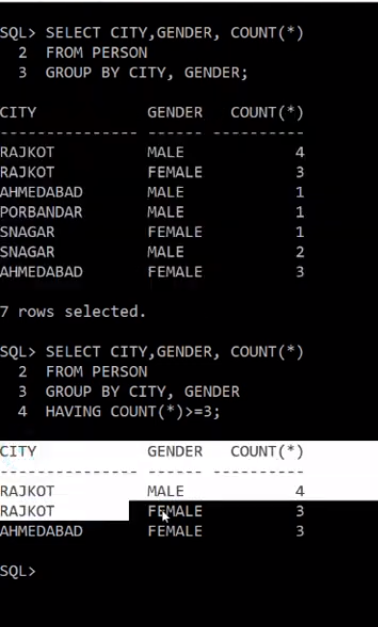 SQL> SELECT CITY,GENDER, COUNT(*)
  2  FROM PERSON
  3  GROUP BY CITY, GENDER;
CITY            GENDER   COUNT(*)
--------------- ------ ----------
RAJKOT          MALE            4
RAJKOT          FEMALE          3
AHMEDABAD       MALE            1
PORBANDAR       MALE            1
SNAGAR          FEMALE          1
SNAGAR          MALE            2
AHMEDABAD       FEMALE          3
7 rows selected.
SQL> SELECT CITY,GENDER, COUNT(*)
  2  FROM PERSON
  3  GROUP BY CITY, GENDER
  4  HAVING COUNT(*)>=3;
CITY            GENDER   COUNT(*)
--------------- ------ ----------
RAJKOT          MALE            4
RAJKOT          FEMALE          3
AHMEDABAD       FEMALE          3
SQL>